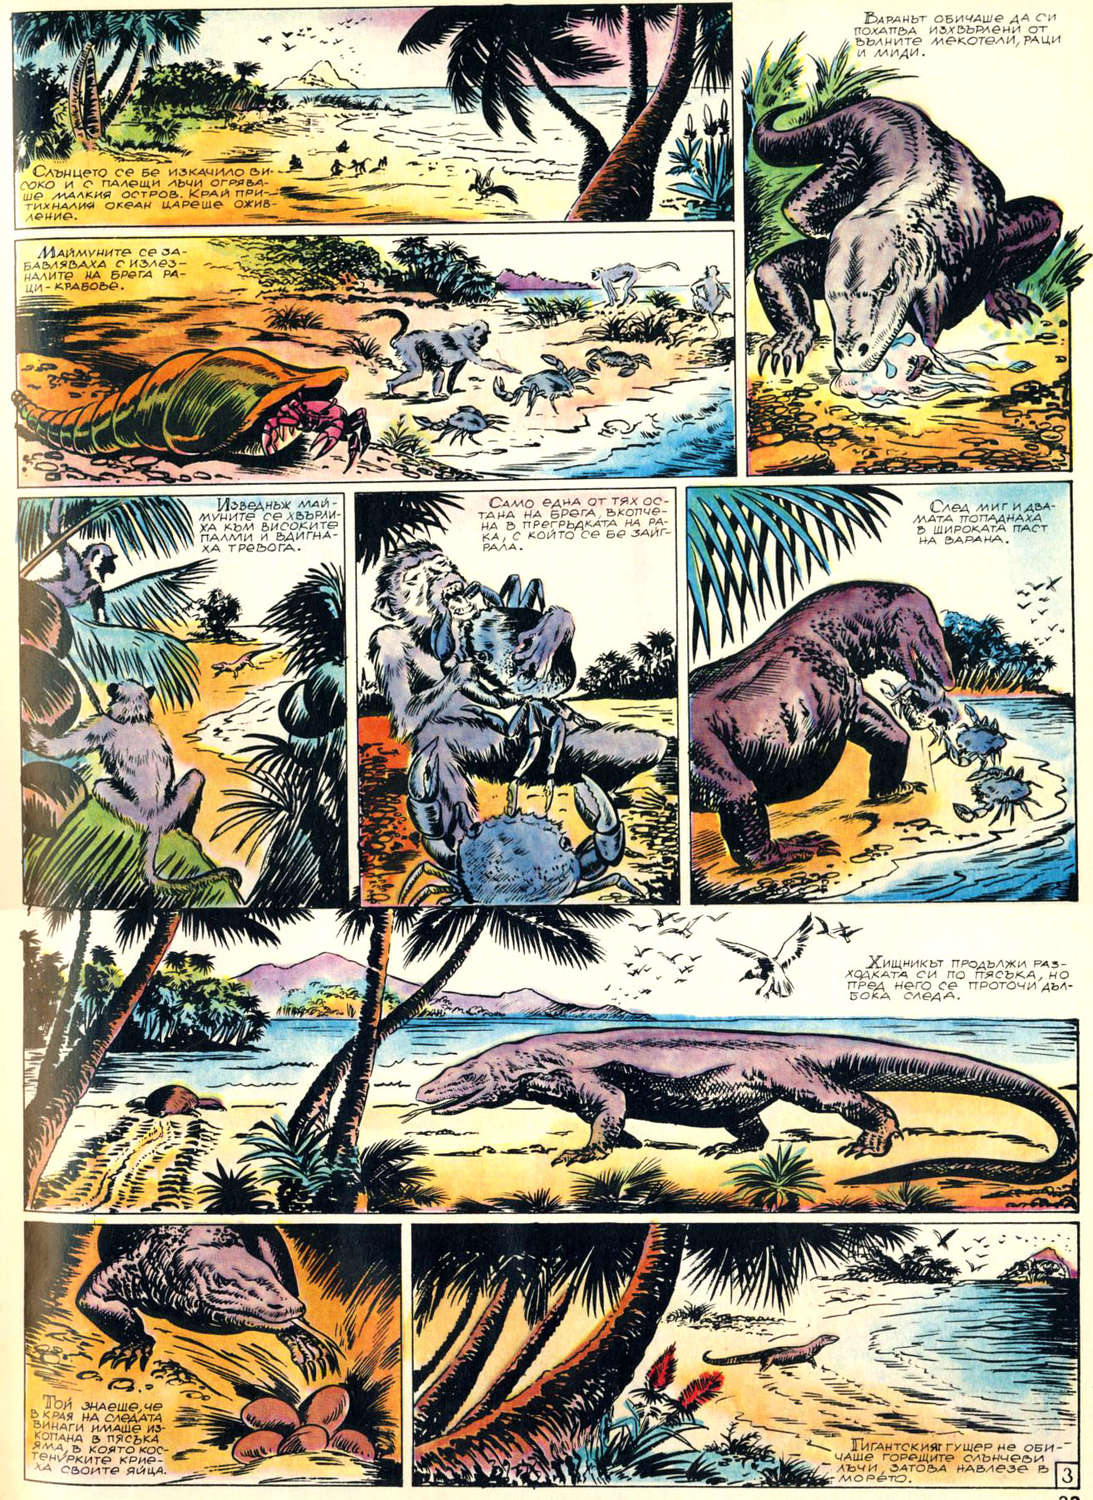 Слънцето се бе изкачило ви-
соко и с палещи лъчи огрява-
ше малкия остров. Край при-
тихналия океан цареше ожив-
ление.
Маймуните се за-
бавляваха с излез-
налите на брега ра-
ци-крабове.
Варанът обичаше да си
похапва изхвърлени от
вълните мекотели, раци
и миди.
Изведнъж май-
муните се хвърли-
ха към високите
палми и вдигна-
ха тревога.
Само една от тях ос-
тана на брега, вкопче-
на в прегръдката на ра-
ка, с който се бе заиг-
рала.
След миг и два-
мата попаднаха
в широката паст
на варана.
Хищникът продължи раз-
ходката си по пясъка, но
пред него се проточи дъл-
бока следа.
Той знаеше, че
в края на следата
винаги имаше из-
копана в пясъка
яма, в която кос-
тенурките крие-
ха своите яйца.
Гигантският гущер не оби-
чаше горещите слънчеви
лъчи, затова навлезе в
морето.
3